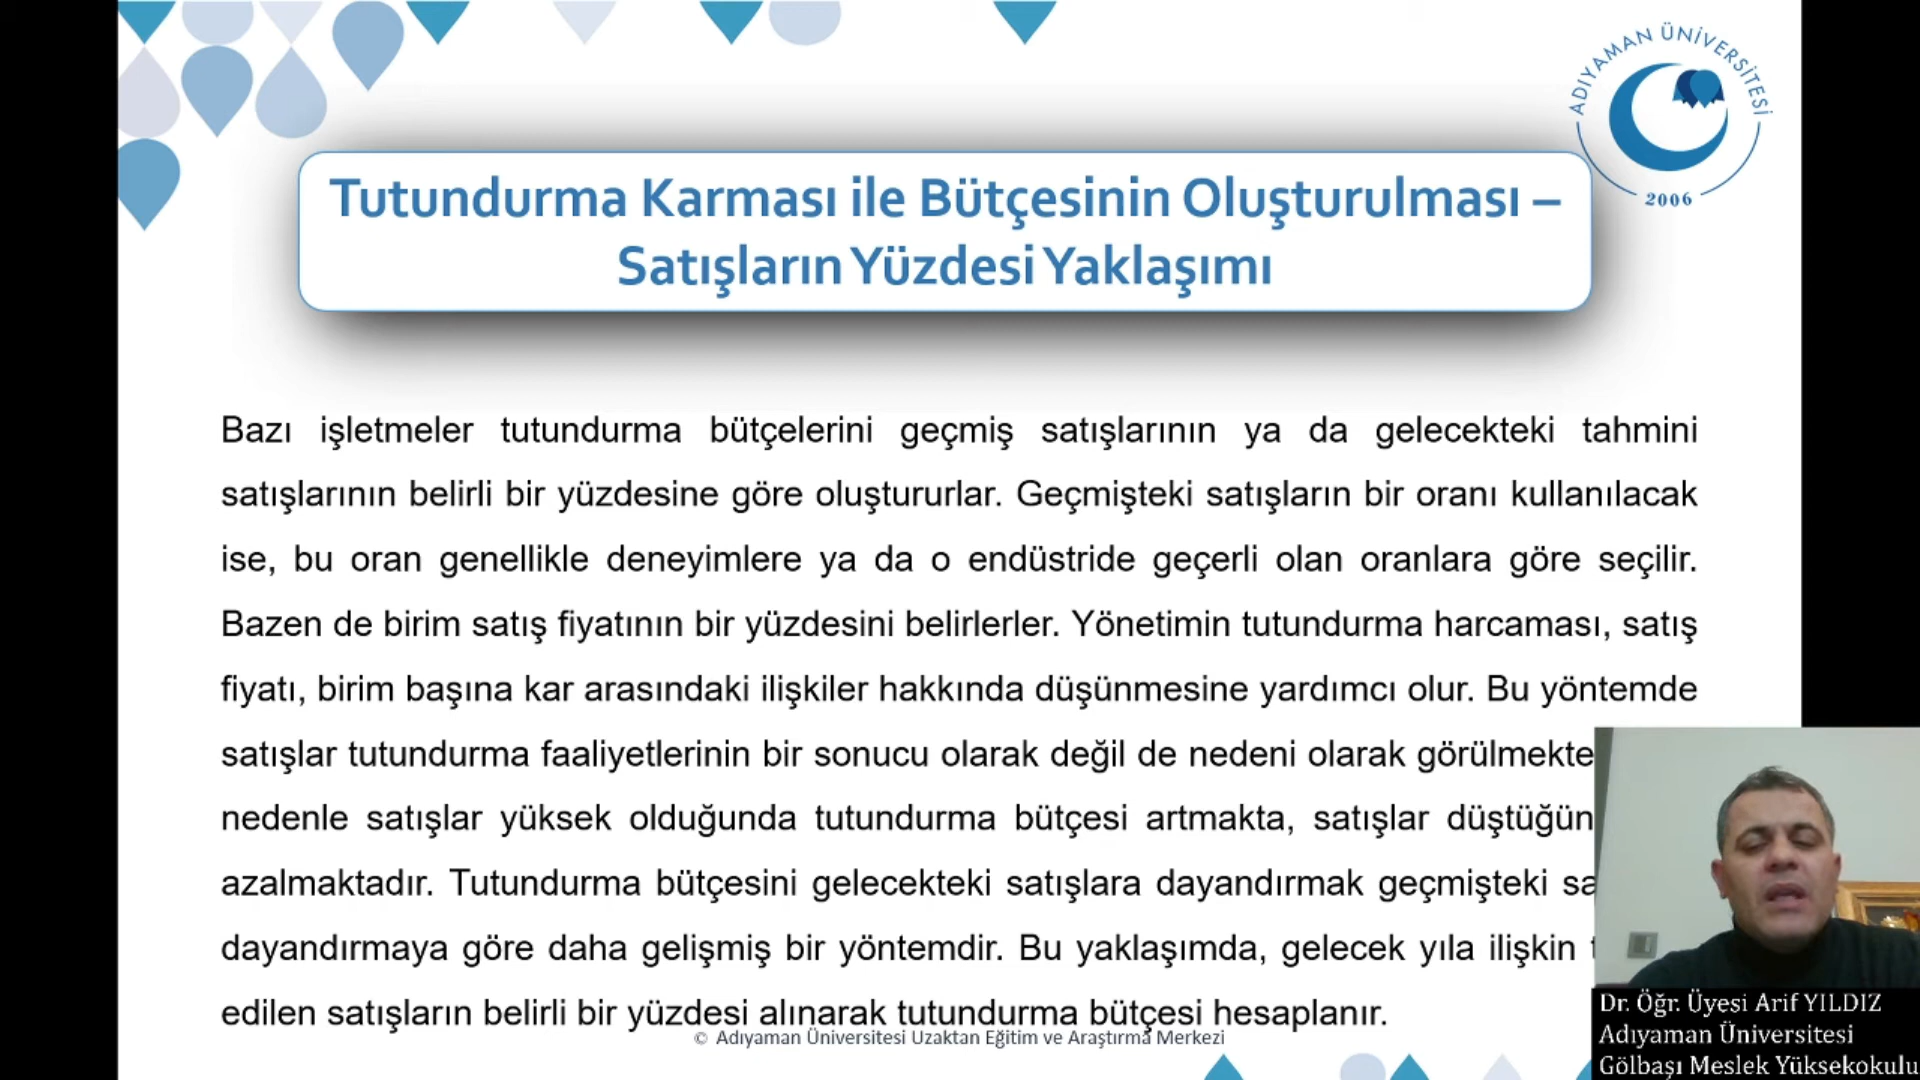 ADIYAMAN ÜNİVERSİTESİ
2006
Tutundurma Karması ile Bütçesinin Oluşturulması –
Satışların Yüzdesi Yaklaşımı
Bazı işletmeler tutundurma bütçelerini geçmiş satışlarının ya da gelecekteki tahmini
satışlarının belirli bir yüzdesine göre oluştururlar. Geçmişteki satışların bir oranı kullanılacak
ise, bu oran genellikle deneyimlere ya da o endüstride geçerli olan oranlara göre seçilir.
Bazen de birim satış fiyatının bir yüzdesini belirlerler. Yönetimin tutundurma harcaması, satış
fiyatı, birim başına kar arasındaki ilişkiler hakkında düşünmesine yardımcı olur. Bu yöntemde
satışlar tutundurma faaliyetlerinin bir sonucu olarak değil de nedeni olarak görülmekte
nedenle satışlar yüksek olduğunda tutundurma bütçesi artmakta, satışlar düştüğün
azalmaktadır. Tutundurma bütçesini gelecekteki satışlara dayandırmak geçmişteki sa
dayandırmaya göre daha gelişmiş bir yöntemdir. Bu yaklaşımda, gelecek yıla ilişkin
edilen satışların belirli bir yüzdesi alınarak tutundurma bütçesi hesaplanır.
© Adıyaman Üniversitesi Uzaktan Eğitim ve Araştırma Merkezi
Dr. Öğr. Üyesi Arif YILDIZ
Adıyaman Üniversitesi
Gölbaşı Meslek Yüksekokulu